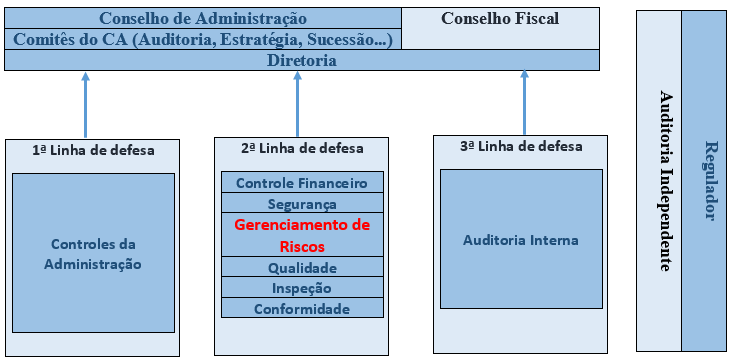 Conselho de Administração
Conselho Fiscal
Comitês do CA (Auditoria, Estratégia, Sucessão...)
Diretoria
1ª Linha de defesa
Controles da
Administração
2ª Linha de defesa
Controle Financeiro
Segurança
Gerenciamento de
Riscos
Qualidade
Inspeção
Conformidade
3ª Linha de defesa
Auditoria Interna
Auditoria Independente
Regulador